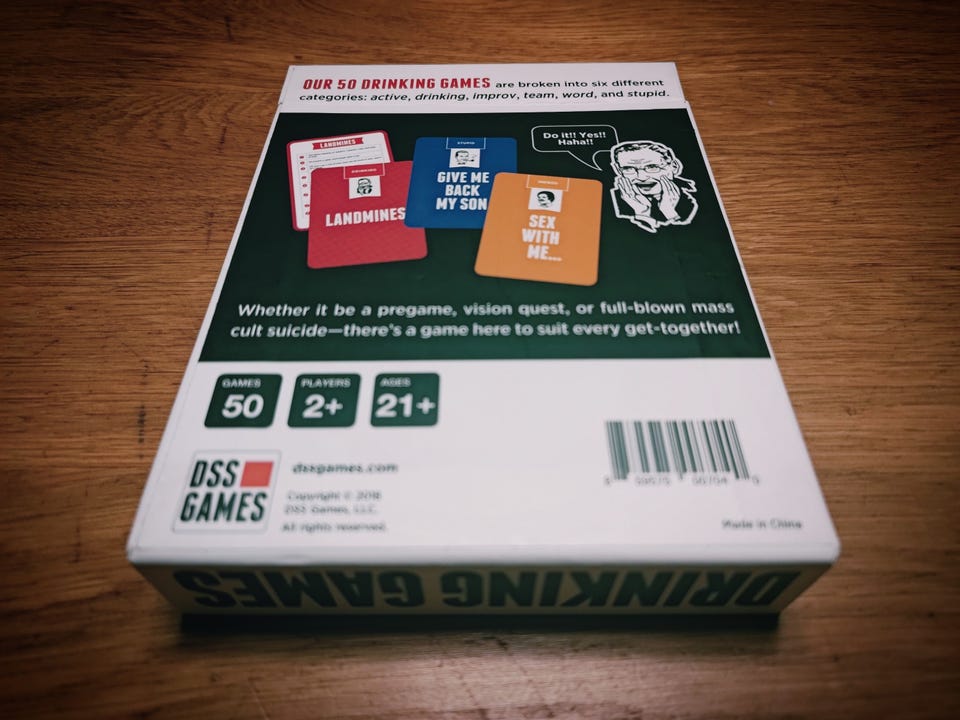 OUR 50 DRINKING GAMES are broken into six different
categories: active, drinking, improv, team, word, and stupid.
LANDMINES
DRINKING
LANDMINES
STUPID
GIVE ME
BACK
MY SON
IMPROV
SEX
WITH
ME...
Do it!! Yes!!
Haha!!
Whether it be a pregame, vision quest, or full-blown mass
cult suicide—there's a game here to suit every get-together!
GAMES
50
PLAYERS
2+
AGES
21+
DSS
GAMES
dssgames.com
Copyright © 2018
DSS Games, LLC.
All rights reserved.
Made in China
DRINKING GAMES